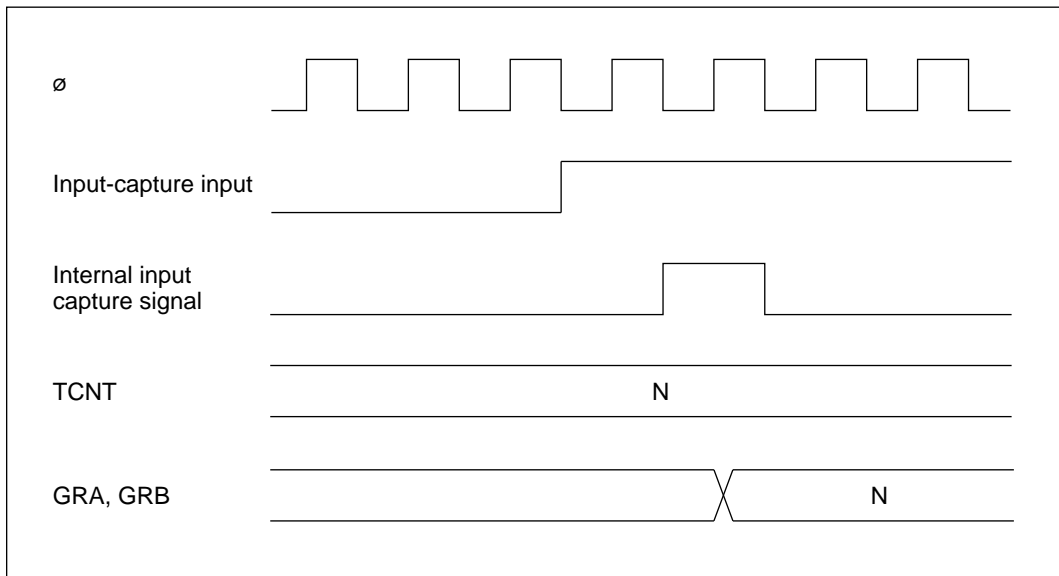 ø
Input-capture input
Internal input
capture signal
TCNT
N
GRA, GRB
N